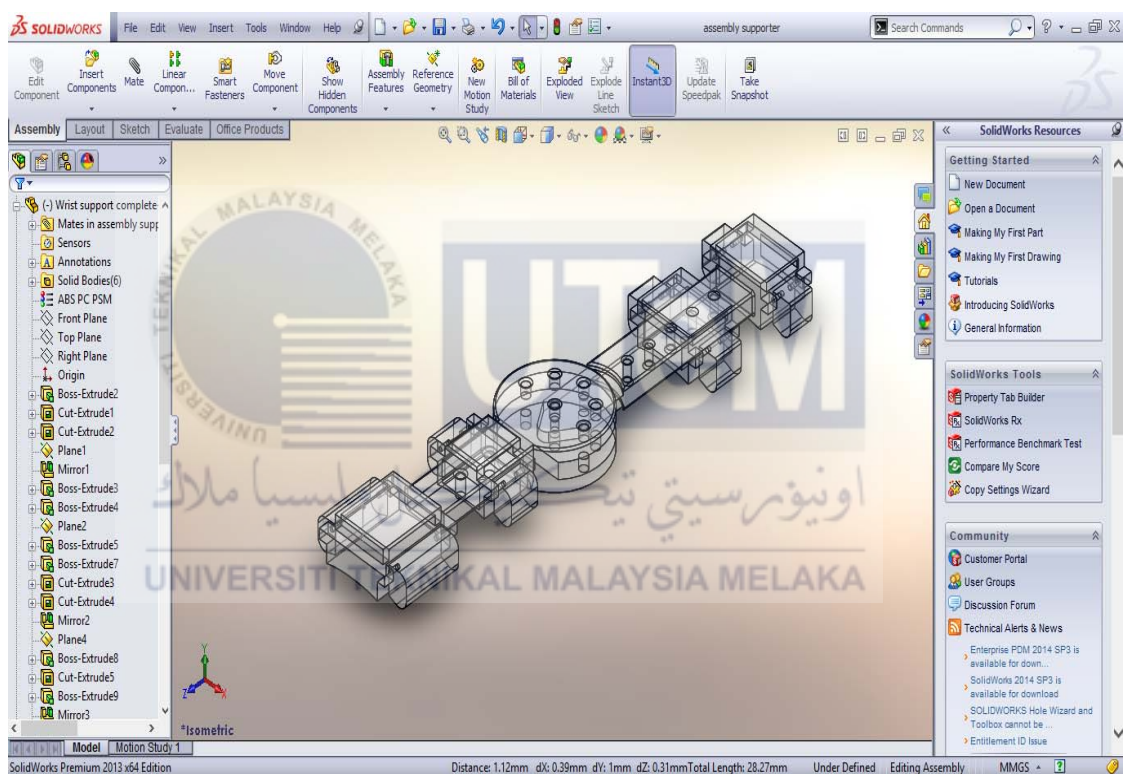 SOLIDWORKS File Edit View Insert Tools Window Help
assembly supporter
Search Commands
Edit Component
Insert Components
Mate
Linear Compon...
Smart Fasteners
Move Component
Show Hidden Components
Assembly Features
Reference Geometry
New Motion Study
Bill of Materials
Exploded View
Explode Line Sketch
Instant3D
Update Speedpak
Take Snapshot
Assembly Layout Sketch Evaluate Office Products
(-) Wrist support complete
Mates in assembly supp
Sensors
Annotations
Solid Bodies(6)
ABS PC PSM
Front Plane
Top Plane
Right Plane
Origin
Boss-Extrude2
Cut-Extrude1
Cut-Extrude2
Plane1
Mirror1
Boss-Extrude3
Boss-Extrude4
Plane2
Boss-Extrude5
Boss-Extrude7
Cut-Extrude3
Cut-Extrude4
Mirror2
Plane4
Boss-Extrude8
Cut-Extrude5
Boss-Extrude9
Mirror3
UNIVERSITI TEKNIKAL MALAYSIA MELAKA
UTeM
اونيۏرسيتي تيكنيكل مليسيا ملاك
UNIVERSITI TEKNIKAL MALAYSIA MELAKA
Y
Z X
*Isometric
SolidWorks Resources
Getting Started
New Document
Open a Document
Making My First Part
Making My First Drawing
Tutorials
Introducing SolidWorks
General Information
SolidWorks Tools
Property Tab Builder
SolidWorks Rx
Performance Benchmark Test
Compare My Score
Copy Settings Wizard
Community
Customer Portal
User Groups
Discussion Forum
Technical Alerts & News
Enterprise PDM 2014 SP3 is
available for down...
SolidWorks 2014 SP3 is
available for download
SOLIDWORKS Hole Wizard and
Toolbox cannot be ...
Entitlement ID Issue
Model Motion Study 1
SolidWorks Premium 2013 x64 Edition
Distance: 1.12mm dX: 0.39mm dY: 1mm dZ: 0.31mmTotal Length: 28.27mm Under Defined Editing Assembly MMGS